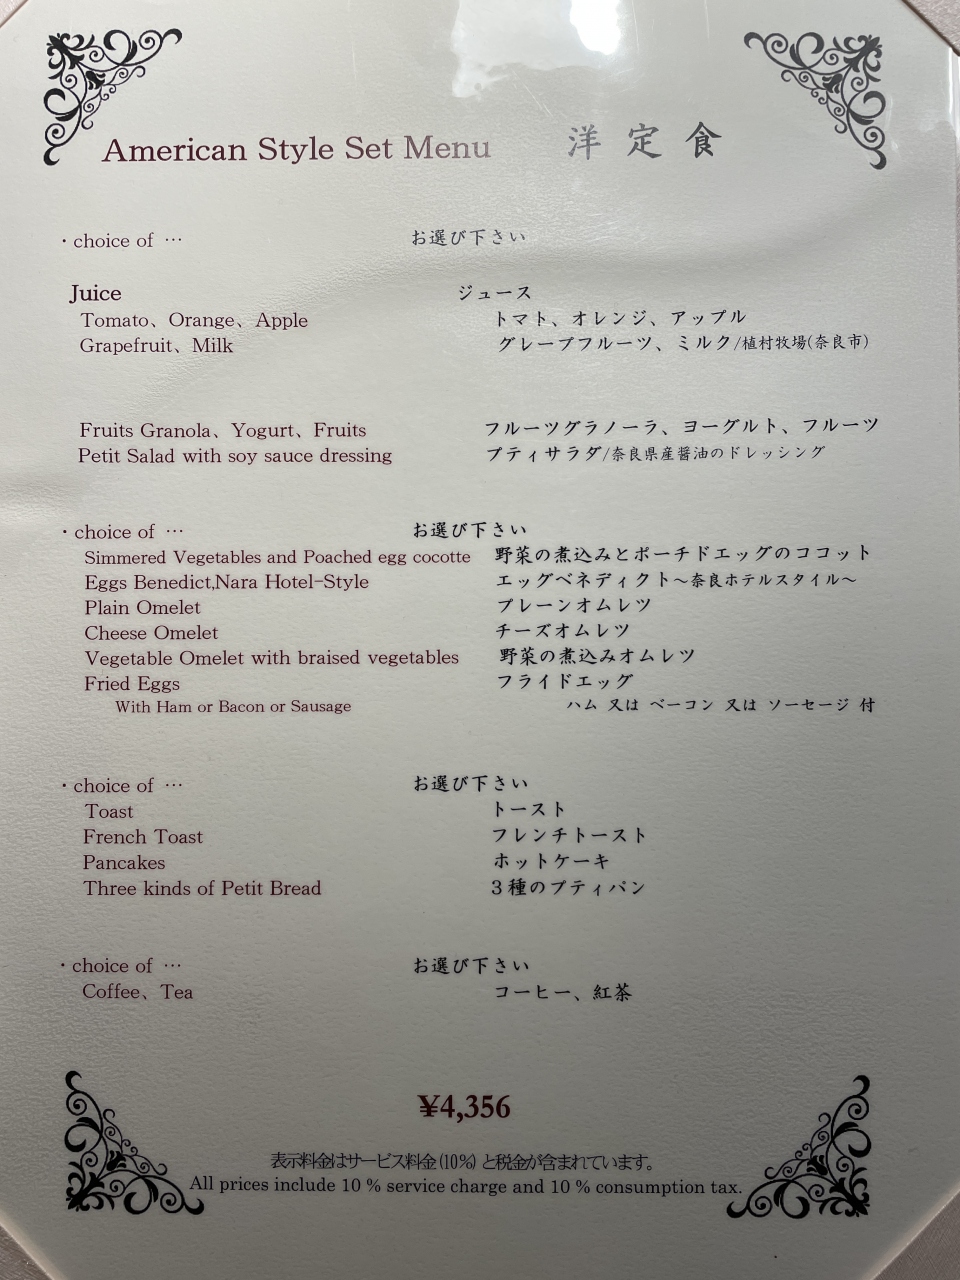 American Style Set Menu 洋定食
・choice of … お選び下さい
Juice ジュース
Tomato、Orange、Apple トマト、オレンジ、アップル
Grapefruit、Milk グレープフルーツ、ミルク/植村牧場(奈良市)
Fruits Granola、Yogurt、Fruits フルーツグラノーラ、ヨーグルト、フルーツ
Petit Salad with soy sauce dressing プティサラダ/奈良県産醤油のドレッシング
・choice of … お選び下さい
Simmered Vegetables and Poached egg cocotte 野菜の煮込みとポーチドエッグのココット
Eggs Benedict,Nara Hotel-Style エッグベネディクト～奈良ホテルスタイル～
Plain Omelet プレーンオムレツ
Cheese Omelet チーズオムレツ
Vegetable Omelet with braised vegetables 野菜の煮込みオムレツ
Fried Eggs フライドエッグ
With Ham or Bacon or Sausage ハム 又は ベーコン 又は ソーセージ 付
・choice of … お選び下さい
Toast トースト
French Toast フレンチトースト
Pancakes ホットケーキ
Three kinds of Petit Bread 3種のプティパン
・choice of … お選び下さい
Coffee、Tea コーヒー、紅茶
¥4,356
表示料金はサービス料金(10%)と税金が含まれています。
All prices include 10 % service charge and 10 % consumption tax.